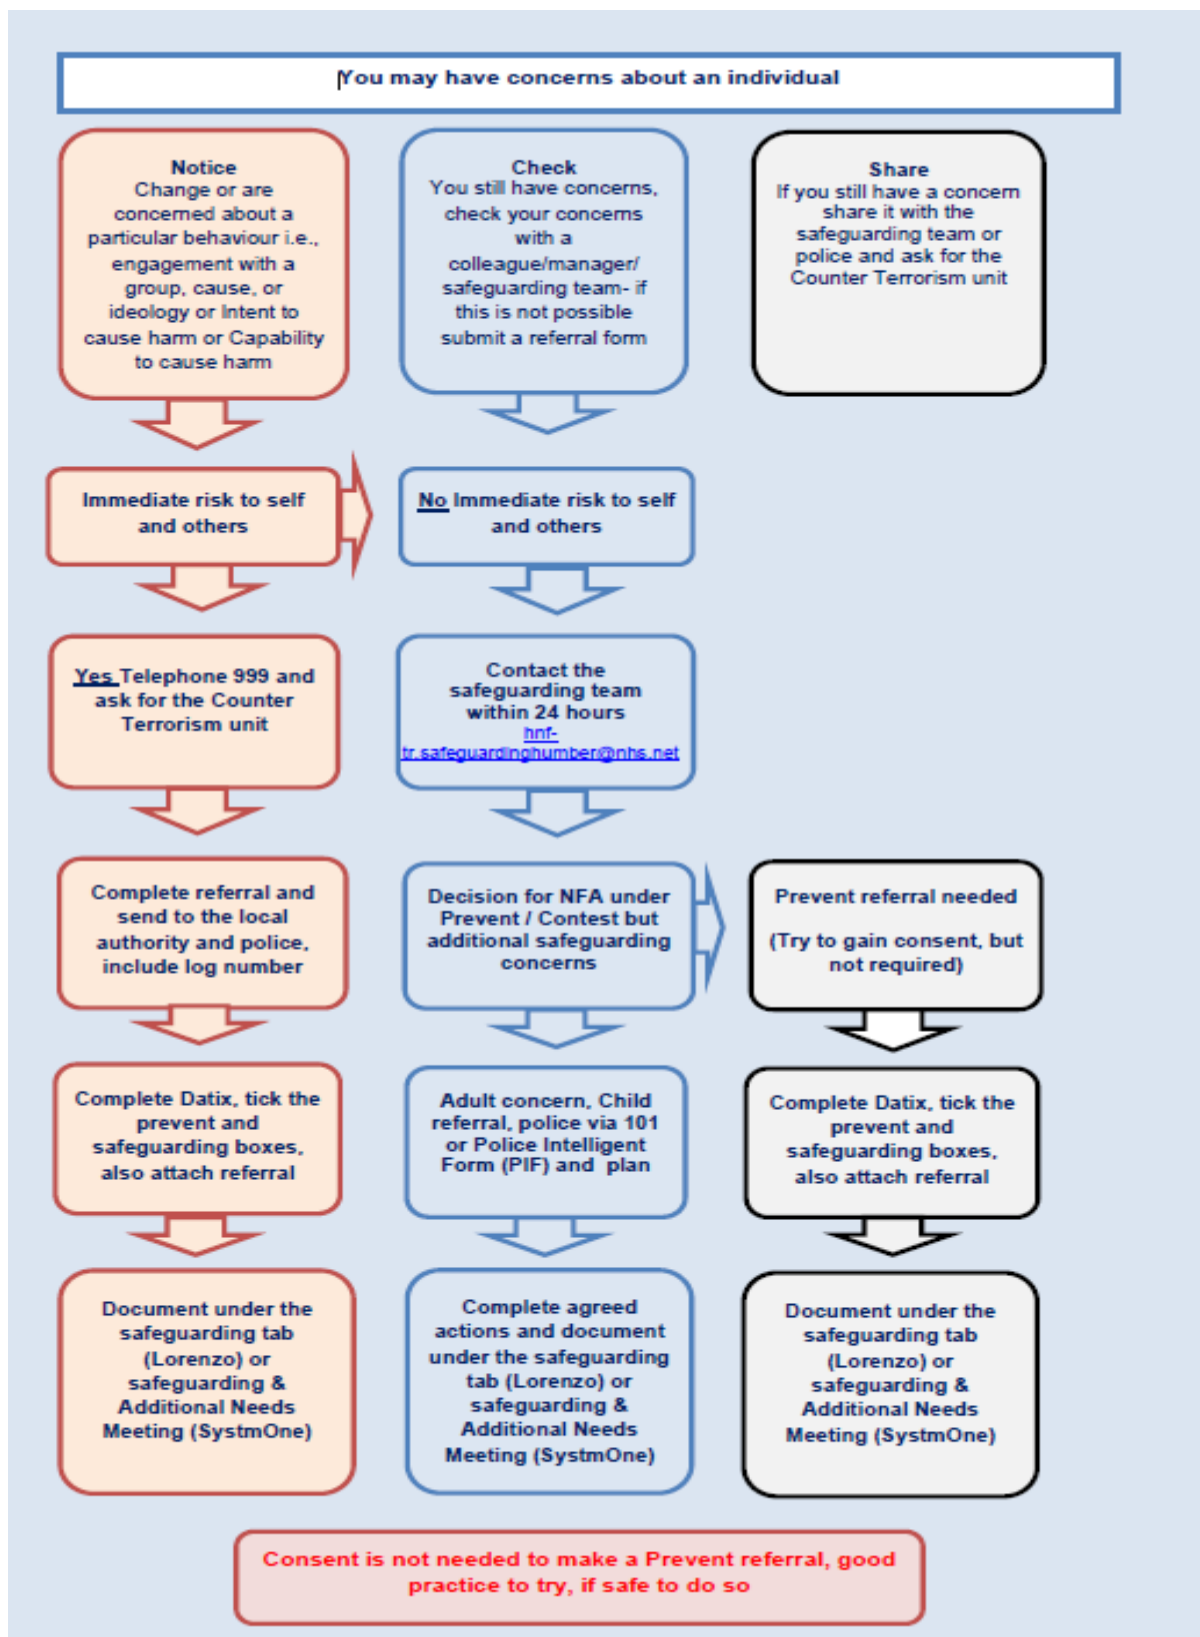 You may have concerns about an individual
Notice
Change or are
concerned about a
particular behaviour i.e.,
engagement with a
group, cause, or
ideology or Intent to
cause harm or Capability
to cause harm
Check
You still have concerns,
check your concerns
with a
colleague/manager/
safeguarding team- if
this is not possible
submit a referral form
Share
If you still have a concern
share it with the
safeguarding team or
police and ask for the
Counter Terrorism unit
Immediate risk to self
and others
No Immediate risk to self
and others
Yes Telephone 999 and
ask for the Counter
Terrorism unit
Contact the
safeguarding team
within 24 hours
hnf-
tr.safeguardinghumber@nhs.net
Complete referral and
send to the local
authority and police,
include log number
Decision for NFA under
Prevent / Contest but
additional safeguarding
concerns
Prevent referral needed
(Try to gain consent, but
not required)
Complete Datix, tick the
prevent and
safeguarding boxes,
also attach referral
Adult concern, Child
referral, police via 101
or Police Intelligent
Form (PIF) and plan
Complete Datix, tick the
prevent and
safeguarding boxes,
also attach referral
Document under the
safeguarding tab
(Lorenzo) or
safeguarding &
Additional Needs
Meeting (SystmOne)
Complete agreed
actions and document
under the safeguarding
tab (Lorenzo) or
safeguarding &
Additional Needs
Meeting (SystmOne)
Document under the
safeguarding tab
(Lorenzo) or
safeguarding &
Additional Needs
Meeting (SystmOne)
Consent is not needed to make a Prevent referral, good
practice to try, if safe to do so